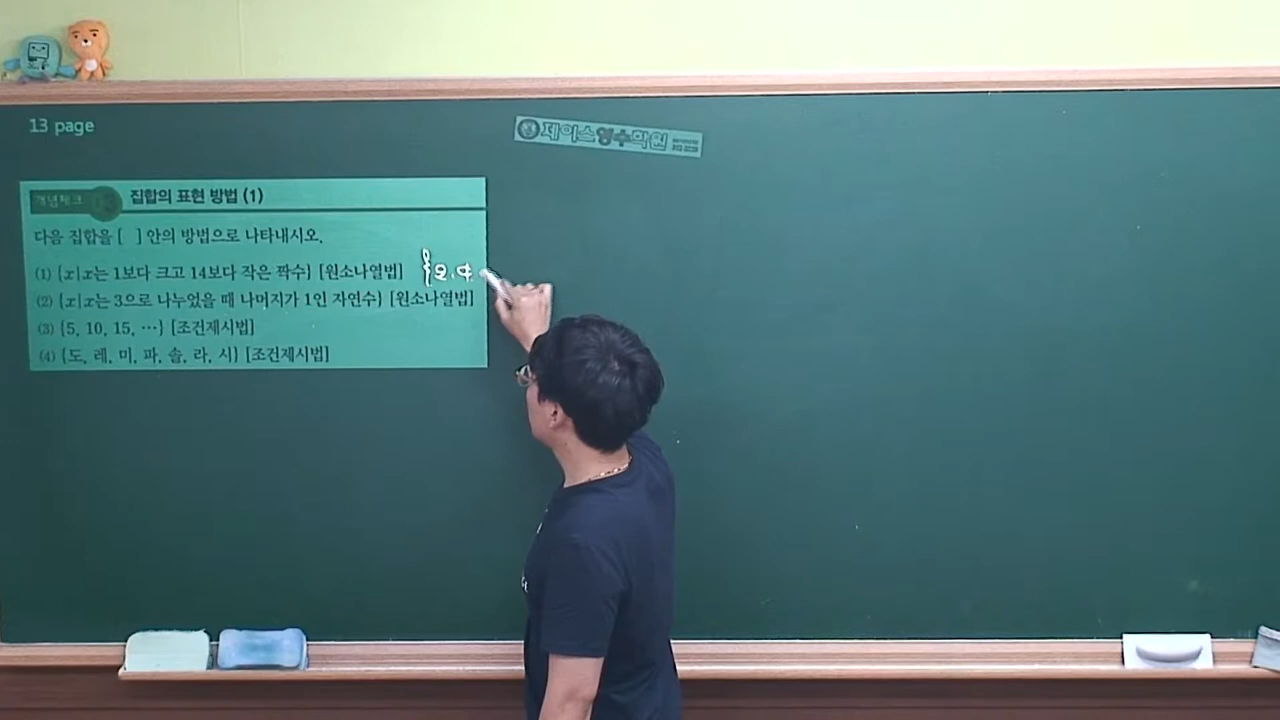 13 page
제이스영수학원
개념체크 03 집합의 표현 방법 (1)
다음 집합을 [ ] 안의 방법으로 나타내시오.
(1) {x|x는 1보다 크고 14보다 작은 짝수} [원소나열법] {2, 4,
(2) {x|x는 3으로 나누었을 때 나머지가 1인 자연수} [원소나열법]
(3) {5, 10, 15, …} [조건제시법]
(4) {도, 레, 미, 파, 솔, 라, 시} [조건제시법]